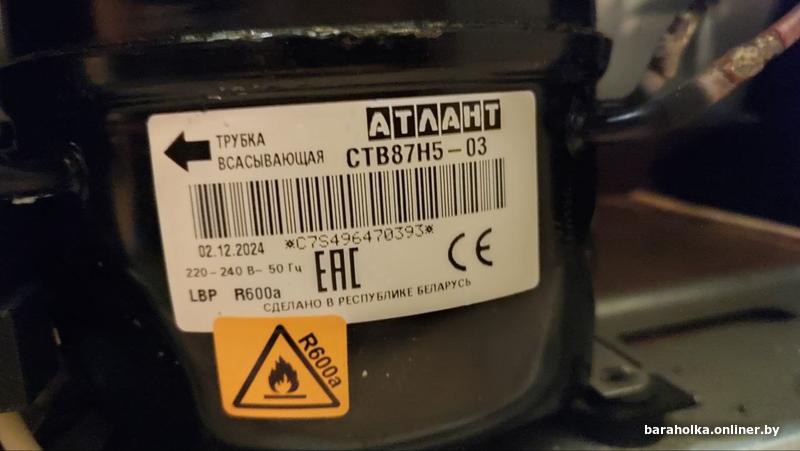 АТЛАНТ
ТРУБКА
ВСАСЫВАЮЩАЯ
СТВ87Н5-03
02.12.2024 *C7S496470393*
220-240 В~ 50 Гц
EAC
CE
LBP R600a
СДЕЛАНО В РЕСПУБЛИКЕ БЕЛАРУСЬ
R600a
baraholka.onliner.by